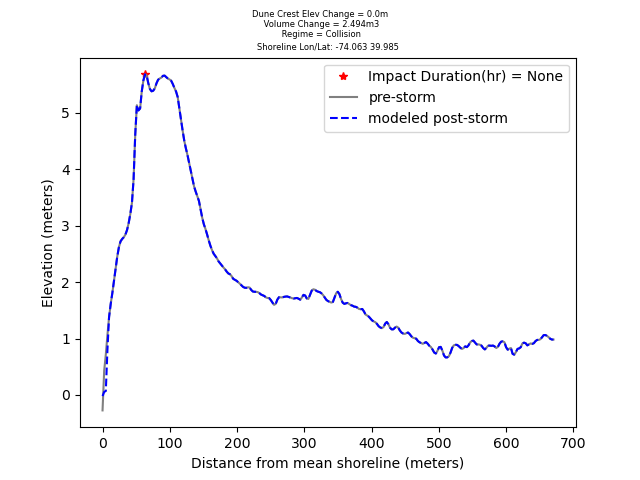 Dune Crest Elev Change = 0.0m
Volume Change = 2.494m3
Regime = Collision
Shoreline Lon/Lat: -74.063 39.985
Impact Duration(hr) = None
pre-storm
modeled post-storm
Elevation (meters)
5
4
3
2
1
0
0 100 200 300 400 500 600 700
Distance from mean shoreline (meters)